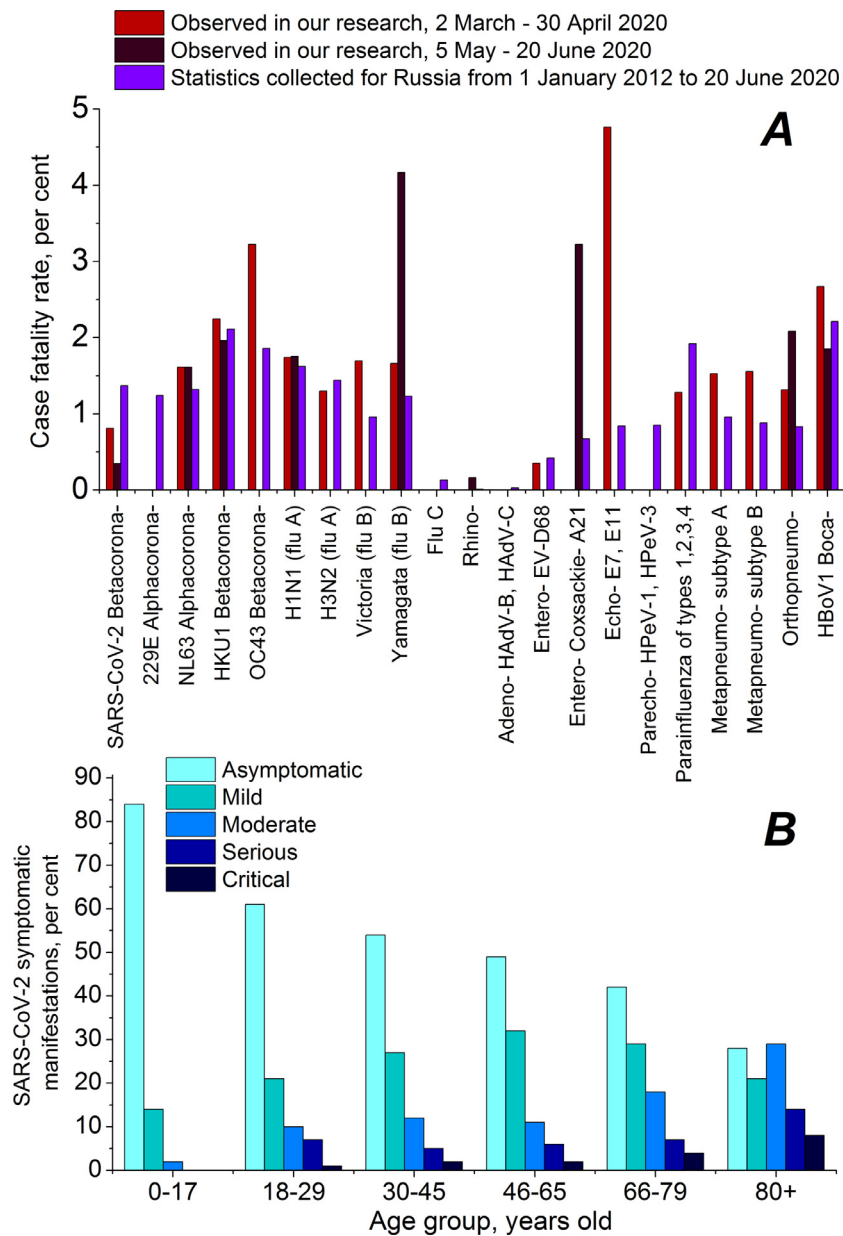 Observed in our research, 2 March - 30 April 2020
Observed in our research, 5 May - 20 June 2020
Statistics collected for Russia from 1 January 2012 to 20 June 2020
A
Case fatality rate, per cent
5
4
3
2
1
0
SARS-CoV-2 Betacorona-
229E Alphacorona-
NL63 Alphacorona-
HKU1 Betacorona-
OC43 Betacorona-
H1N1 (flu A)
H3N2 (flu A)
Victoria (flu B)
Yamagata (flu B)
Flu C
Rhino-
Adeno- HAdV-B, HAdV-C
Entero- EV-D68
Entero- Coxsackie- A21
Echo- E7, E11
Parecho- HPeV-1, HPeV-3
Parainfluenza of types 1,2,3,4
Metapneumo- subtype A
Metapneumo- subtype B
Orthopneumo-
HBoV1 Boca-
Asymptomatic
Mild
Moderate
Serious
Critical
B
SARS-CoV-2 symptomatic
manifestations, per cent
90
80
70
60
50
40
30
20
10
0
0-17 18-29 30-45 46-65 66-79 80+
Age group, years old